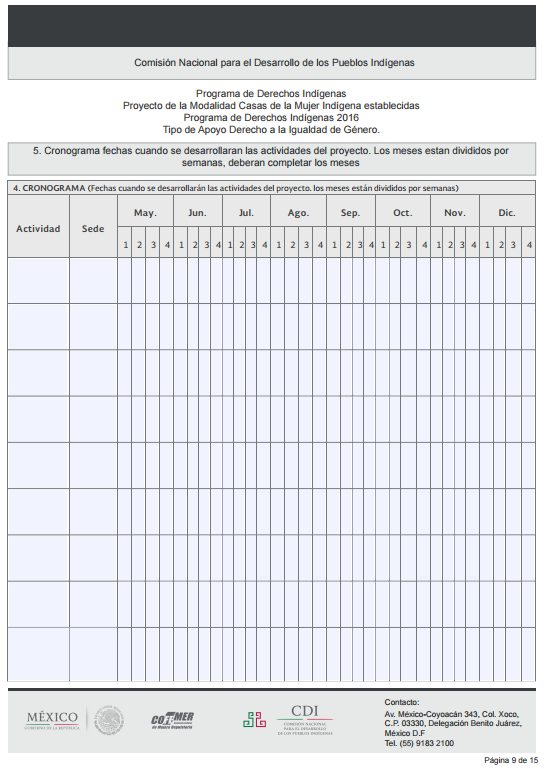 Comisión Nacional para el Desarrollo de los Pueblos Indígenas
Programa de Derechos Indígenas
Proyecto de la Modalidad Casas de la Mujer Indígena establecidas
Programa de Derechos Indígenas 2016
Tipo de Apoyo Derecho a la Igualdad de Género.
5. Cronograma fechas cuando se desarrollaran las actividades del proyecto. Los meses estan divididos por
semanas, deberan completar los meses
4. CRONOGRAMA (Fechas cuando se desarrollarán las actividades del proyecto. los meses están divididos por semanas)
Actividad Sede May. Jun. Jul. Ago. Sep. Oct. Nov. Dic.
1 2 3 4 1 2 3 4 1 2 3 4 1 2 3 4 1 2 3 4 1 2 3 4 1 2 3 4 1 2 3 4
MÉXICO
GOBIERNO DE LA REPÚBLICA
COFEMER
de Mejora Regulatoria
CDI
COMISIÓN NACIONAL
PARA EL DESARROLLO
DE LOS PUEBLOS INDÍGENAS
Contacto:
Av. México-Coyoacán 343, Col. Xoco,
C.P. 03330, Delegación Benito Juárez,
México D.F
Tel. (55) 9183 2100
Página 9 de 15